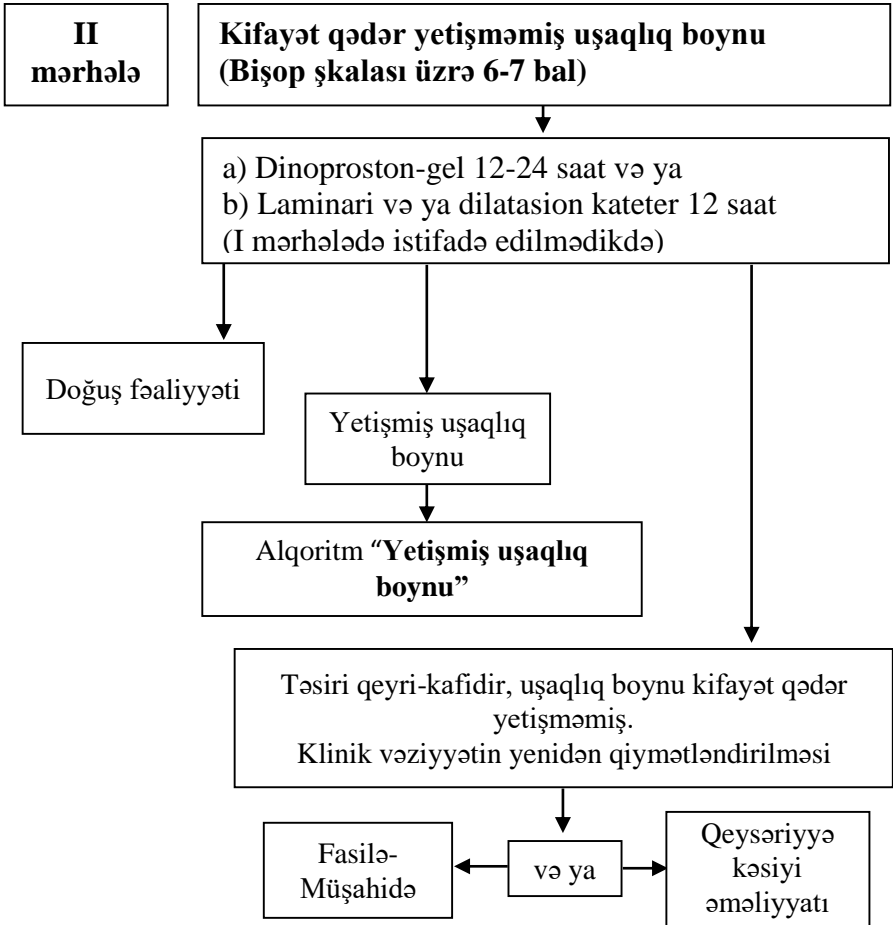 II
mərhələ
Kifayət qədər yetişməmiş uşaqlıq boynu
(Bişop şkalası üzrə 6-7 bal)
a) Dinoproston-gel 12-24 saat və ya
b) Laminari və ya dilatasion kateter 12 saat
(I mərhələdə istifadə edilmədikdə)
Doğuş fəaliyyəti
Yetişmiş uşaqlıq
boynu
Alqoritm “Yetişmiş uşaqlıq
boynu”
Təsiri qeyri-kafidir, uşaqlıq boynu kifayət qədər
yetişməmiş.
Klinik vəziyyətin yenidən qiymətləndirilməsi
Fasilə-
Müşahidə
və ya
Qeysəriyyə
kəsiyi
əməliyyatı